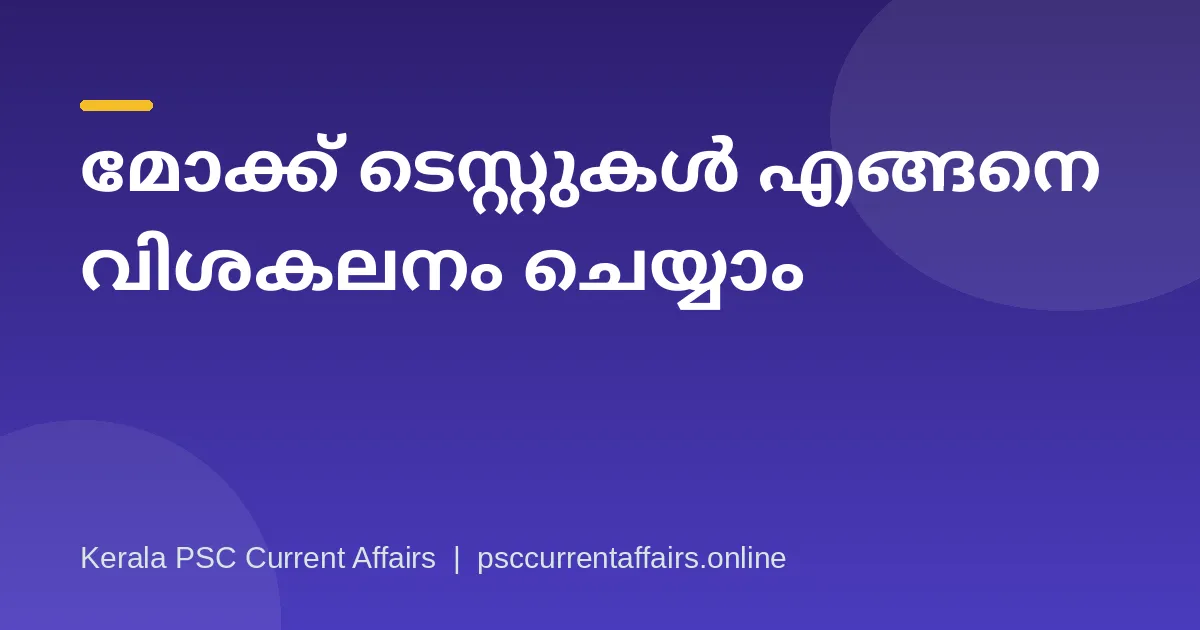 മോക്ക് ടെസ്റ്റുകൾ എങ്ങനെ
വിശകലനം ചെയ്യാം
Kerala PSC Current Affairs | psccurrentaffairs.online